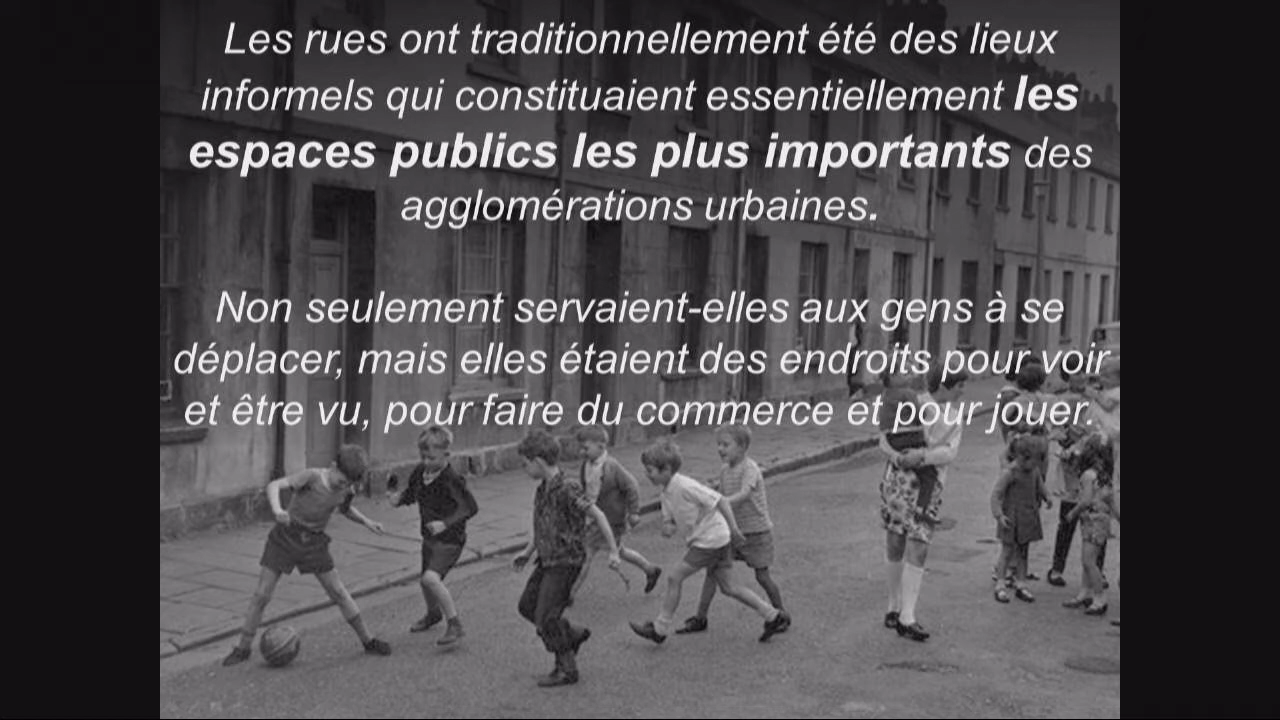 Les rues ont traditionnellement été des lieux
informels qui constituaient essentiellement les
espaces publics les plus importants des
agglomérations urbaines.
Non seulement servaient-elles aux gens à se
déplacer, mais elles étaient des endroits pour voir
et être vu, pour faire du commerce et pour jouer.